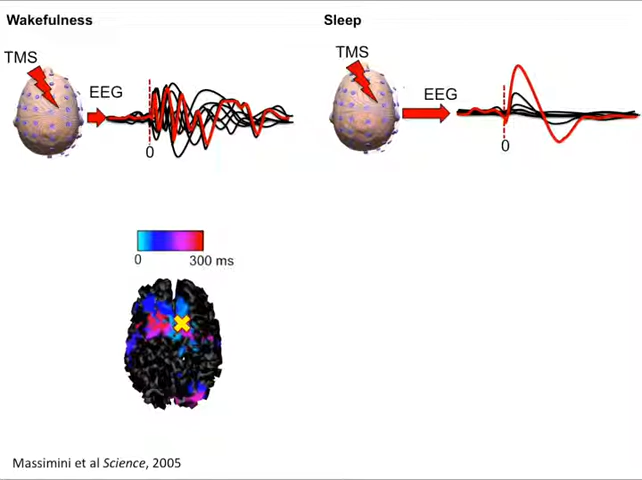 Wakefulness
Sleep
TMS
TMS
EEG
EEG
0
0
0 300 ms
Massimini et al Science, 2005